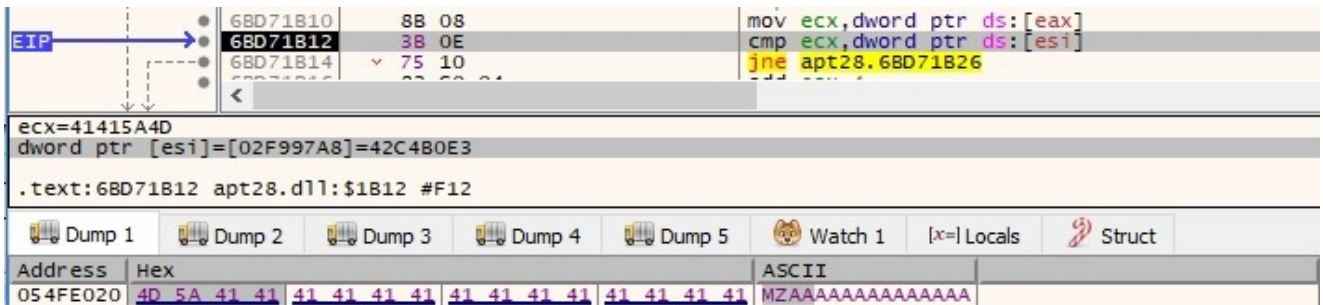 6BD71B10 8B 08 mov ecx,dword ptr ds:[eax]
EIP 6BD71B12 3B 0E cmp ecx,dword ptr ds:[esi]
6BD71B14 75 10 jne apt28.6BD71B26
ecx=41415A4D
dword ptr [esi]=[02F997A8]=42C4B0E3
.text:6BD71B12 apt28.dll:$1B12 #F12
Dump 1 Dump 2 Dump 3 Dump 4 Dump 5 Watch 1 [x=] Locals Struct
Address Hex ASCII
054FE020 4D 5A 41 41 41 41 41 41 41 41 41 41 41 41 41 41 MZAAAAAAAAAAAAAA